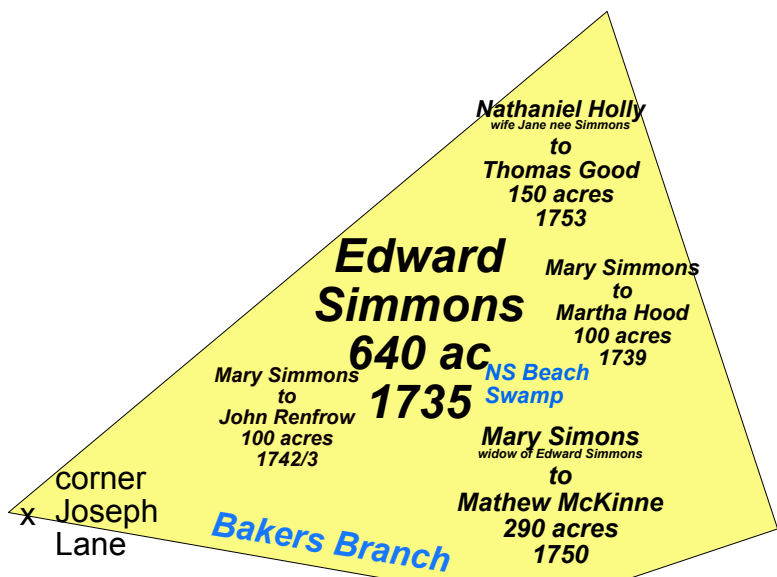 Nathaniel Holly
wife Jane nee Simmons
to
Thomas Good
150 acres
1753
Edward
Simmons
640 ac
1735
Mary Simmons
to
Martha Hood
100 acres
1739
NS Beach
Swamp
Mary Simmons
to
John Renfrow
100 acres
1742/3
Mary Simons
widow of Edward Simmons
to
Mathew McKinne
290 acres
1750
corner
x Joseph
Lane
Bakers Branch